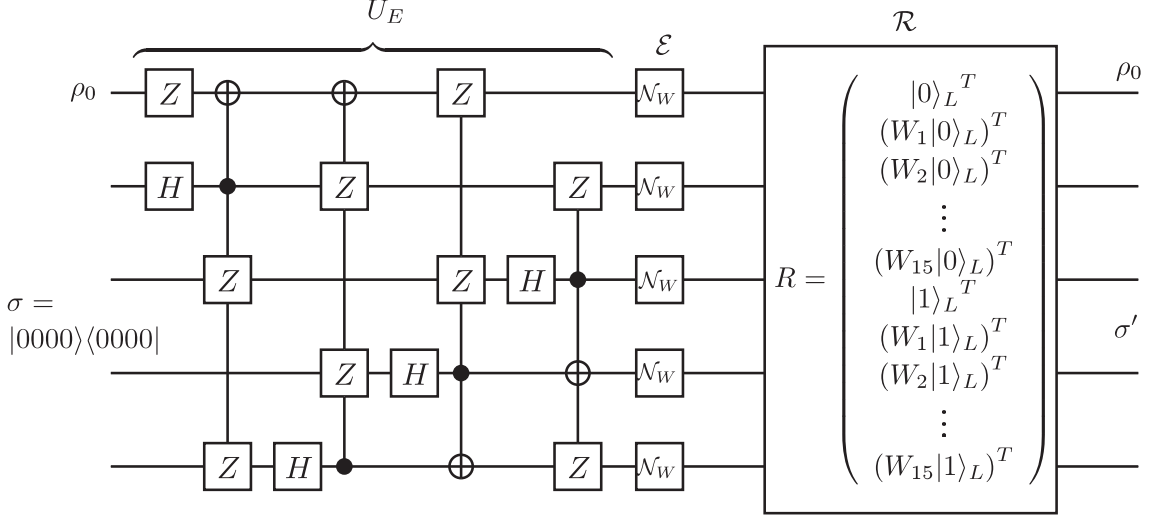 U_E
ℰ
ℛ
ρ₀ Z Z 𝒩_W ρ₀
H Z Z 𝒩_W
Z Z H 𝒩_W
σ =
|0000⟩⟨0000|
Z H 𝒩_W
Z H Z 𝒩_W
R =
|0⟩_L^T
(W₁|0⟩_L)^T
(W₂|0⟩_L)^T
⋮
(W₁₅|0⟩_L)^T
|1⟩_L^T
(W₁|1⟩_L)^T
(W₂|1⟩_L)^T
⋮
(W₁₅|1⟩_L)^T
σ′